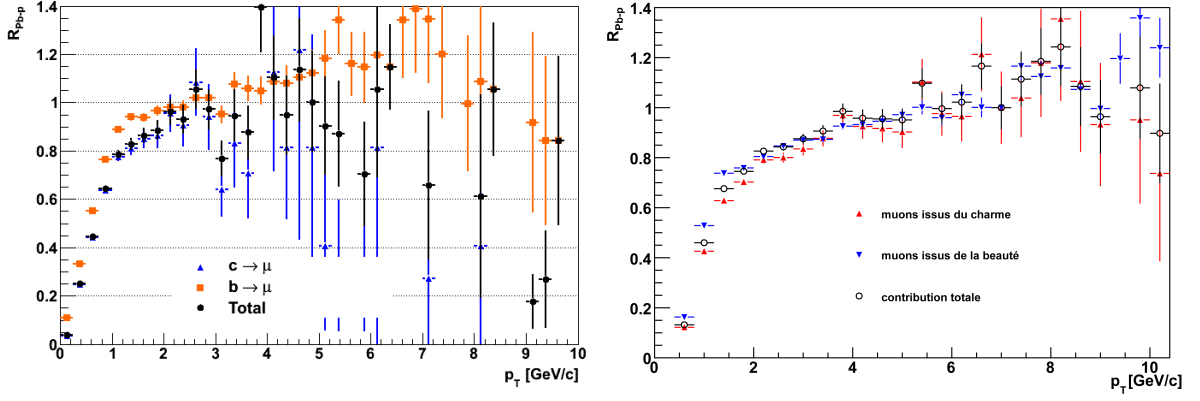 R_Pb-p
1.4
1.2
1
0.8
0.6
0.4
0.2
0
c → μ
b → μ
Total
0 1 2 3 4 5 6 7 8 9 10
p_T [GeV/c]
R_Pb-p
1.4
1.2
1
0.8
0.6
0.4
0.2
0
muons issus du charme
muons issus de la beauté
contribution totale
0 2 4 6 8 10
p_T [GeV/c]